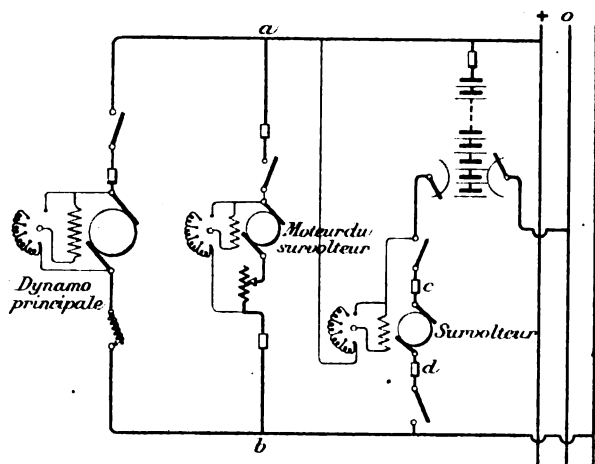 a
+ o
Moteur du
survolteur
Dynamo
principale
c
Survolteur
d
b